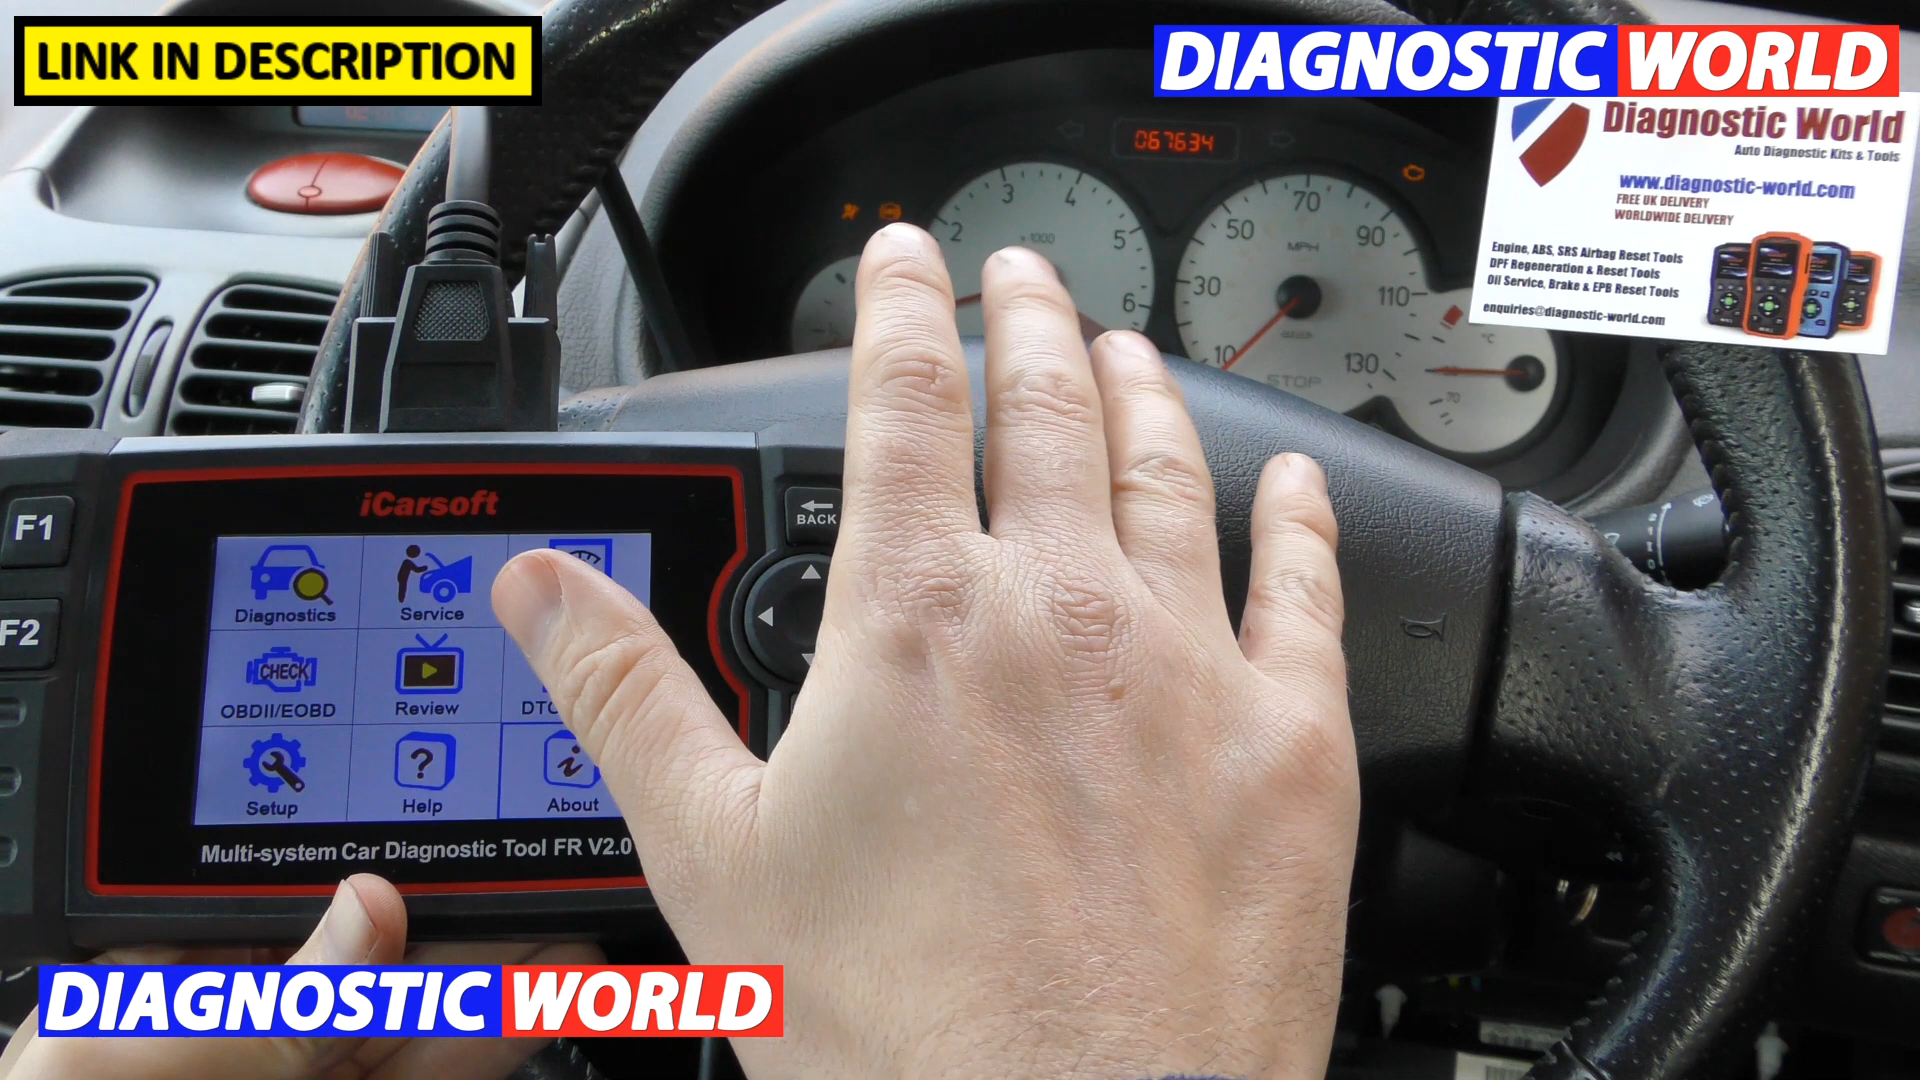 LINK IN DESCRIPTION
DIAGNOSTIC WORLD
Diagnostic World
Auto Diagnostic Kits & Tools
www.diagnostic-world.com
FREE UK DELIVERY
WORLDWIDE DELIVERY
Engine, ABS, SRS Airbag Reset Tools
DPF Regeneration & Reset Tools
Oil Service, Brake & EPB Reset Tools
enquiries@diagnostic-world.com
067634
2 3 4 5 6
x1000
10 30 50 70 90 110 130
MPH
STOP
°C
70
F1
F2
iCarsoft
BACK
Diagnostics
Service
CHECK
OBDII/EOBD
Review
DTC
Setup
?
Help
i
About
Multi-system Car Diagnostic Tool FR V2.0
DIAGNOSTIC WORLD